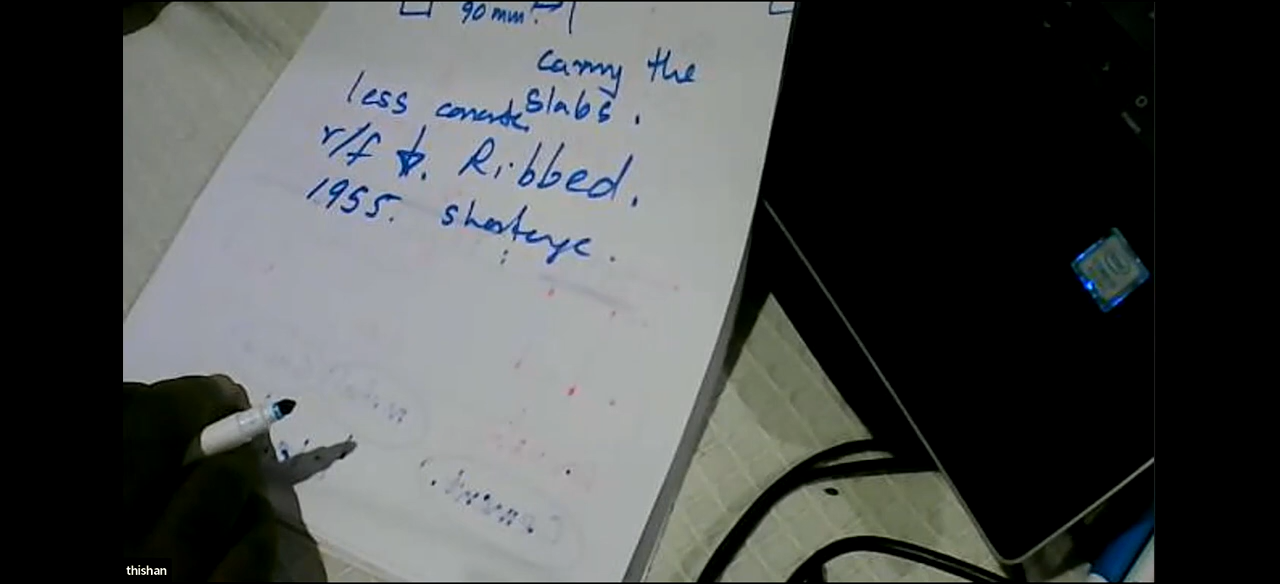 90mm.
carry the
slabs.
less concrete
r/f ↓. Ribbed.
1955. shortage.
thishan